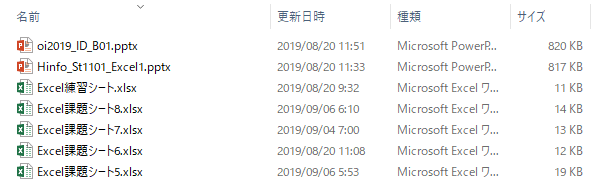 名前 更新日時 種類 サイズ
oi2019_ID_B01.pptx 2019/08/20 11:51 Microsoft PowerP... 820 KB
Hinfo_St1101_Excel1.pptx 2019/08/20 11:33 Microsoft PowerP... 817 KB
Excel練習シート.xlsx 2019/08/20 9:32 Microsoft Excel ワ... 11 KB
Excel課題シート8.xlsx 2019/09/06 6:10 Microsoft Excel ワ... 14 KB
Excel課題シート7.xlsx 2019/09/04 7:00 Microsoft Excel ワ... 13 KB
Excel課題シート6.xlsx 2019/08/20 11:08 Microsoft Excel ワ... 12 KB
Excel課題シート5.xlsx 2019/09/06 5:53 Microsoft Excel ワ... 19 KB